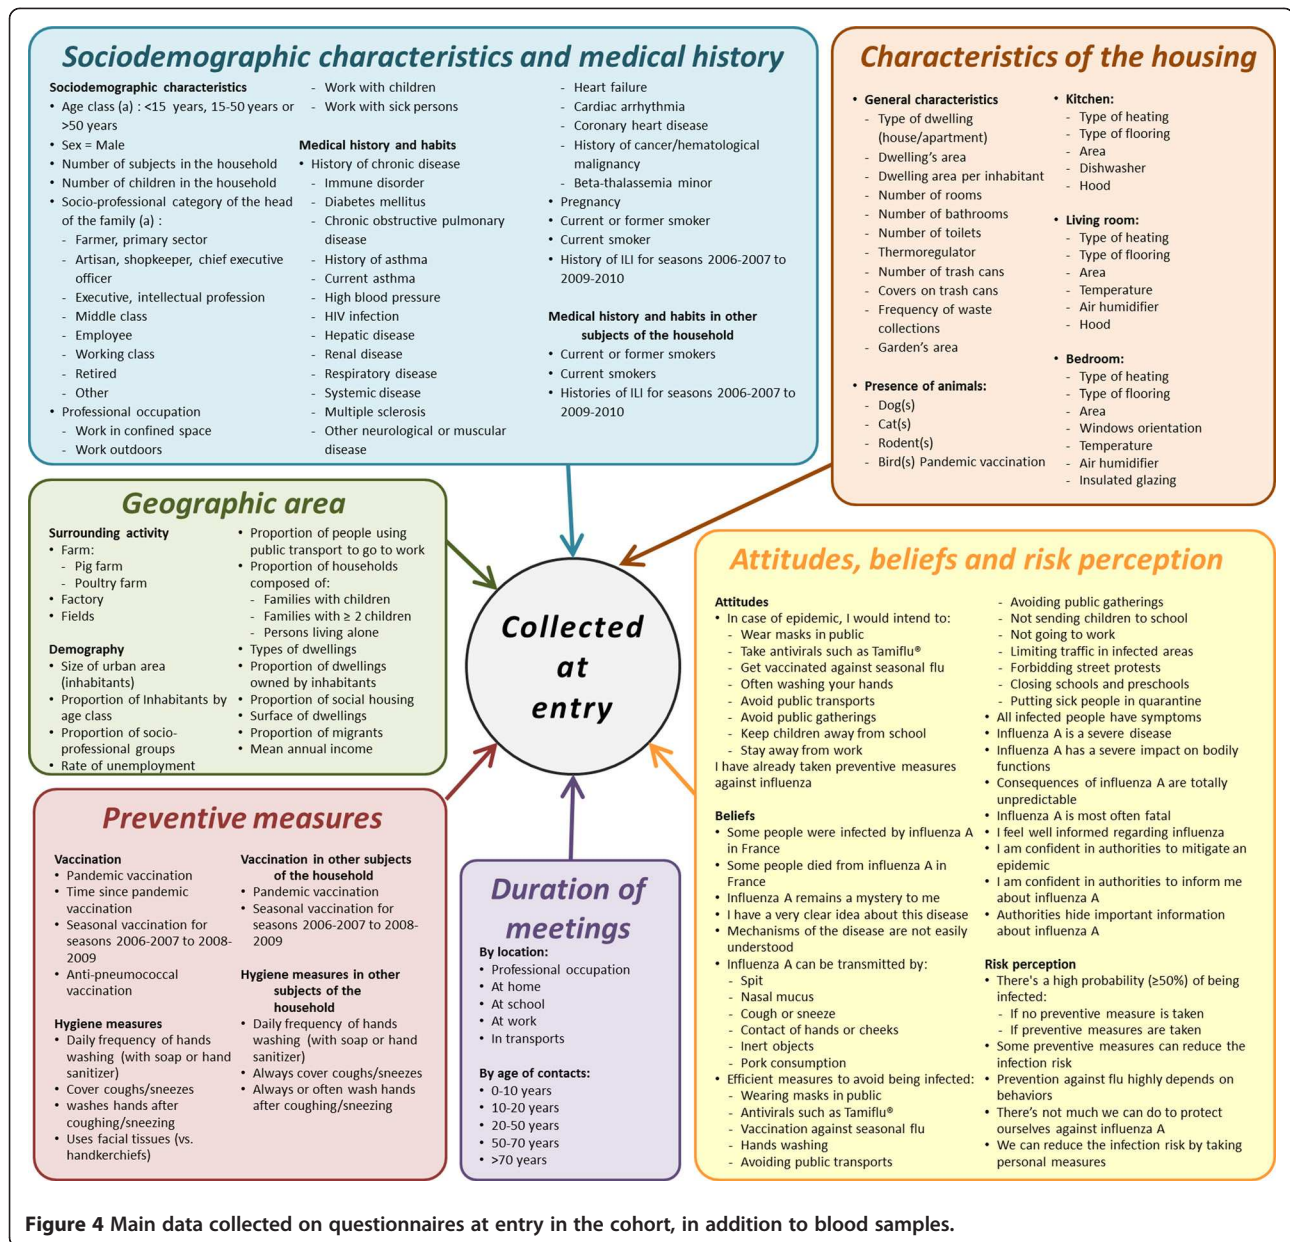 Sociodemographic characteristics and medical history
Sociodemographic characteristics
• Age class (a) : <15 years, 15-50 years or
>50 years
• Sex = Male
• Number of subjects in the household
• Number of children in the household
• Socio-professional category of the head
of the family (a) :
- Farmer, primary sector
- Artisan, shopkeeper, chief executive
officer
- Executive, intellectual profession
- Middle class
- Employee
- Working class
- Retired
- Other
• Professional occupation
- Work in confined space
- Work outdoors
- Work with children
- Work with sick persons
Medical history and habits
• History of chronic disease
- Immune disorder
- Diabetes mellitus
- Chronic obstructive pulmonary
disease
- History of asthma
- Current asthma
- High blood pressure
- HIV infection
- Hepatic disease
- Renal disease
- Respiratory disease
- Systemic disease
- Multiple sclerosis
- Other neurological or muscular
disease
- Heart failure
- Cardiac arrhythmia
- Coronary heart disease
- History of cancer/hematological
malignancy
- Beta-thalassemia minor
• Pregnancy
• Current or former smoker
• Current smoker
• History of ILI for seasons 2006-2007 to
2009-2010
Medical history and habits in other
subjects of the household
• Current or former smokers
• Current smokers
• Histories of ILI for seasons 2006-2007 to
2009-2010
Characteristics of the housing
• General characteristics
- Type of dwelling
(house/apartment)
- Dwelling's area
- Dwelling area per inhabitant
- Number of rooms
- Number of bathrooms
- Number of toilets
- Thermoregulator
- Number of trash cans
- Covers on trash cans
- Frequency of waste
collections
- Garden's area
• Presence of animals:
- Dog(s)
- Cat(s)
- Rodent(s)
- Bird(s) Pandemic vaccination
• Kitchen:
- Type of heating
- Type of flooring
- Area
- Dishwasher
- Hood
• Living room:
- Type of heating
- Type of flooring
- Area
- Temperature
- Air humidifier
- Hood
• Bedroom:
- Type of heating
- Type of flooring
- Area
- Windows orientation
- Temperature
- Air humidifier
- Insulated glazing
Geographic area
Surrounding activity
• Farm:
- Pig farm
- Poultry farm
• Factory
• Fields
Demography
• Size of urban area
(inhabitants)
• Proportion of Inhabitants by
age class
• Proportion of socio-
professional groups
• Rate of unemployment
• Proportion of people using
public transport to go to work
• Proportion of households
composed of:
- Families with children
- Families with ≥ 2 children
- Persons living alone
• Types of dwellings
• Proportion of dwellings
owned by inhabitants
• Proportion of social housing
• Surface of dwellings
• Proportion of migrants
• Mean annual income
Collected
at
entry
Attitudes, beliefs and risk perception
Attitudes
• In case of epidemic, I would intend to:
- Wear masks in public
- Take antivirals such as Tamiflu®
- Get vaccinated against seasonal flu
- Often washing your hands
- Avoid public transports
- Avoid public gatherings
- Keep children away from school
- Stay away from work
I have already taken preventive measures
against influenza
Beliefs
• Some people were infected by influenza A
in France
• Some people died from influenza A in
France
• Influenza A remains a mystery to me
• I have a very clear idea about this disease
• Mechanisms of the disease are not easily
understood
• Influenza A can be transmitted by:
- Spit
- Nasal mucus
- Cough or sneeze
- Contact of hands or cheeks
- Inert objects
- Pork consumption
• Efficient measures to avoid being infected:
- Wearing masks in public
- Antivirals such as Tamiflu®
- Vaccination against seasonal flu
- Hands washing
- Avoiding public transports
- Avoiding public gatherings
- Not sending children to school
- Not going to work
- Limiting traffic in infected areas
- Forbidding street protests
- Closing schools and preschools
- Putting sick people in quarantine
• All infected people have symptoms
• Influenza A is a severe disease
• Influenza A has a severe impact on bodily
functions
• Consequences of influenza A are totally
unpredictable
• Influenza A is most often fatal
• I feel well informed regarding influenza
• I am confident in authorities to mitigate an
epidemic
• I am confident in authorities to inform me
about influenza A
• Authorities hide important information
about influenza A
Risk perception
• There's a high probability (≥50%) of being
infected:
- If no preventive measure is taken
- If preventive measures are taken
• Some preventive measures can reduce the
infection risk
• Prevention against flu highly depends on
behaviors
• There's not much we can do to protect
ourselves against influenza A
• We can reduce the infection risk by taking
personal measures
Preventive measures
Vaccination
• Pandemic vaccination
• Time since pandemic
vaccination
• Seasonal vaccination for
seasons 2006-2007 to 2008-
2009
• Anti-pneumococcal
vaccination
Hygiene measures
• Daily frequency of hands
washing (with soap or hand
sanitizer)
• Cover coughs/sneezes
• washes hands after
coughing/sneezing
• Uses facial tissues (vs.
handkerchiefs)
Vaccination in other subjects
of the household
• Pandemic vaccination
• Seasonal vaccination for
seasons 2006-2007 to 2008-
2009
Hygiene measures in other
subjects of the
household
• Daily frequency of hands
washing (with soap or hand
sanitizer)
• Always cover coughs/sneezes
• Always or often wash hands
after coughing/sneezing
Duration of
meetings
By location:
• Professional occupation
• At home
• At school
• At work
• In transports
By age of contacts:
• 0-10 years
• 10-20 years
• 20-50 years
• 50-70 years
• >70 years
Figure 4 Main data collected on questionnaires at entry in the cohort, in addition to blood samples.